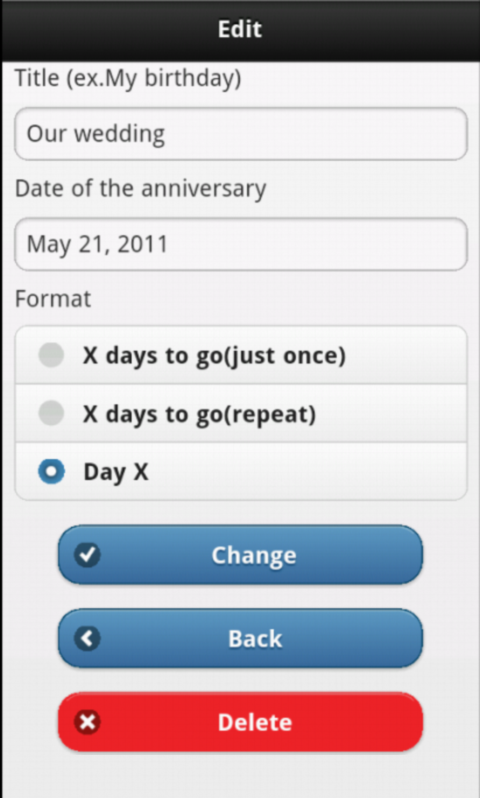 Edit
Title (ex.My birthday)
Our wedding
Date of the anniversary
May 21, 2011
Format
X days to go(just once)
X days to go(repeat)
Day X
Change
Back
Delete